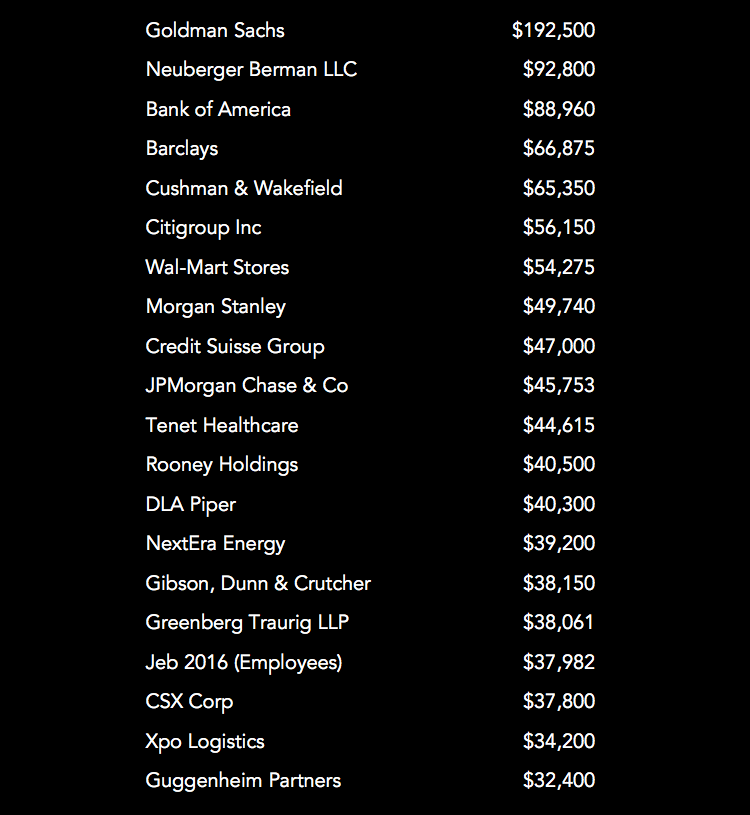 Goldman Sachs $192,500
Neuberger Berman LLC $92,800
Bank of America $88,960
Barclays $66,875
Cushman & Wakefield $65,350
Citigroup Inc $56,150
Wal-Mart Stores $54,275
Morgan Stanley $49,740
Credit Suisse Group $47,000
JPMorgan Chase & Co $45,753
Tenet Healthcare $44,615
Rooney Holdings $40,500
DLA Piper $40,300
NextEra Energy $39,200
Gibson, Dunn & Crutcher $38,150
Greenberg Traurig LLP $38,061
Jeb 2016 (Employees) $37,982
CSX Corp $37,800
Xpo Logistics $34,200
Guggenheim Partners $32,400